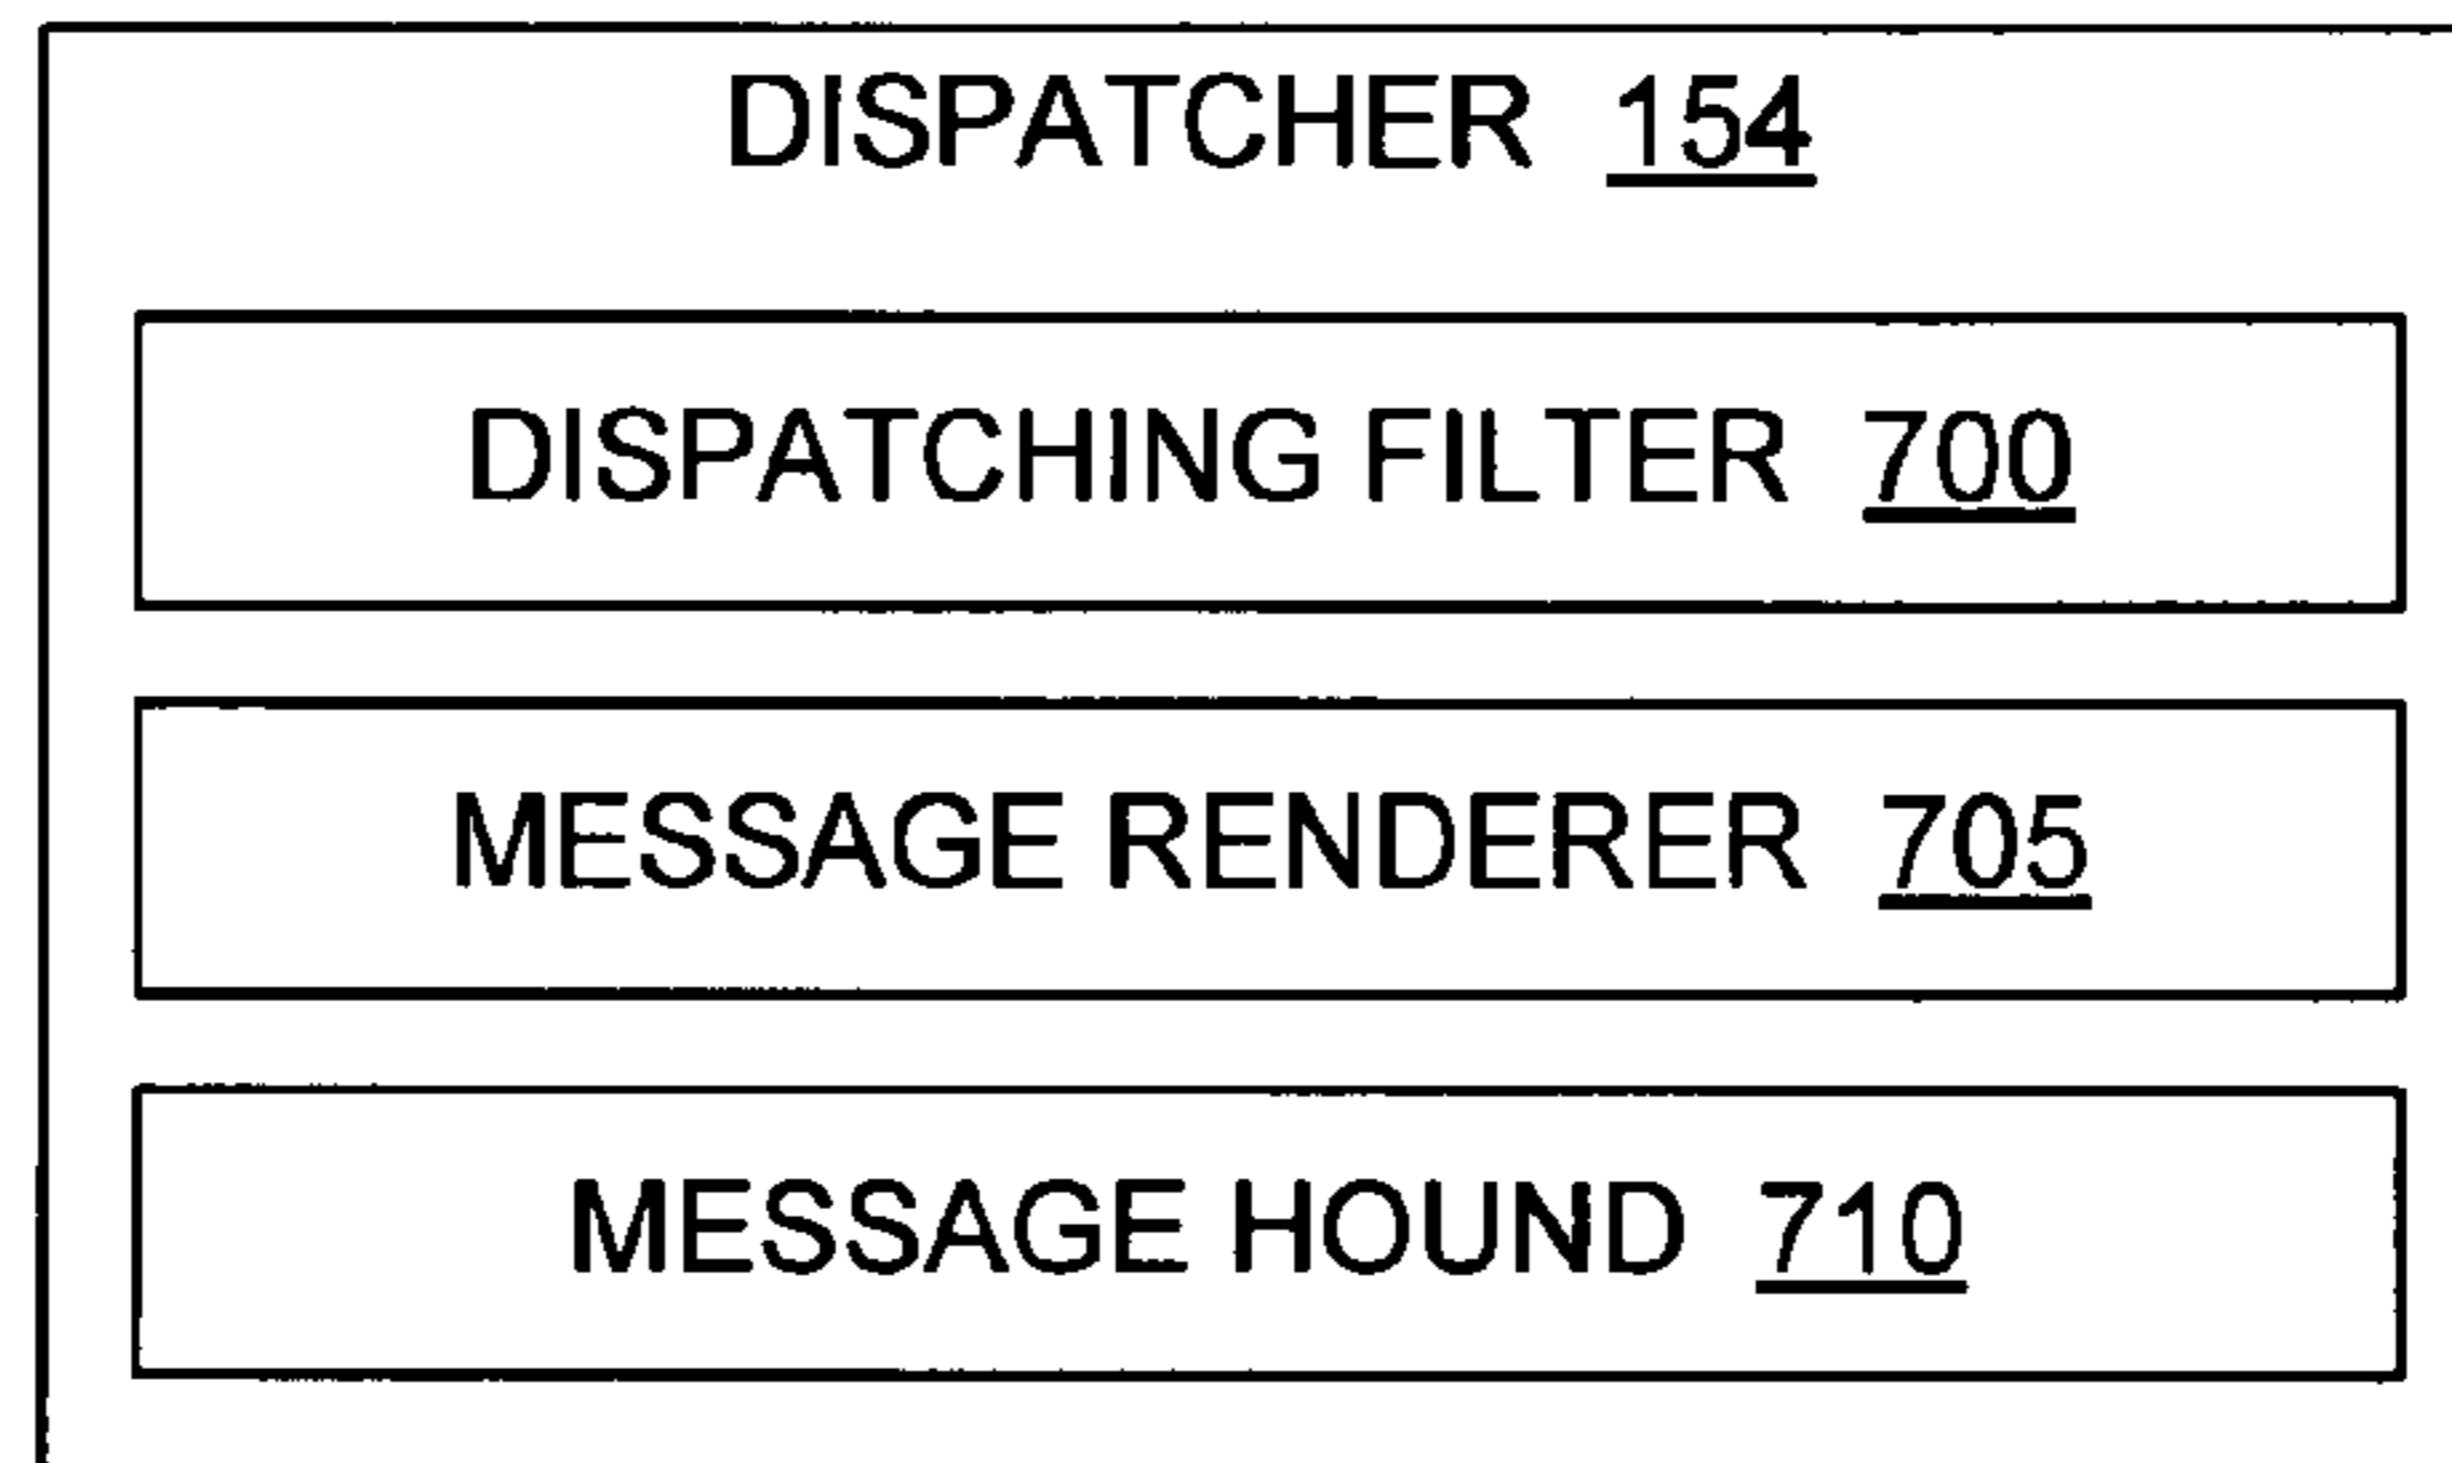 DISPATCHER 154
DISPATCHING FILTER 700
MESSAGE RENDERER 705
MESSAGE HOUND 710